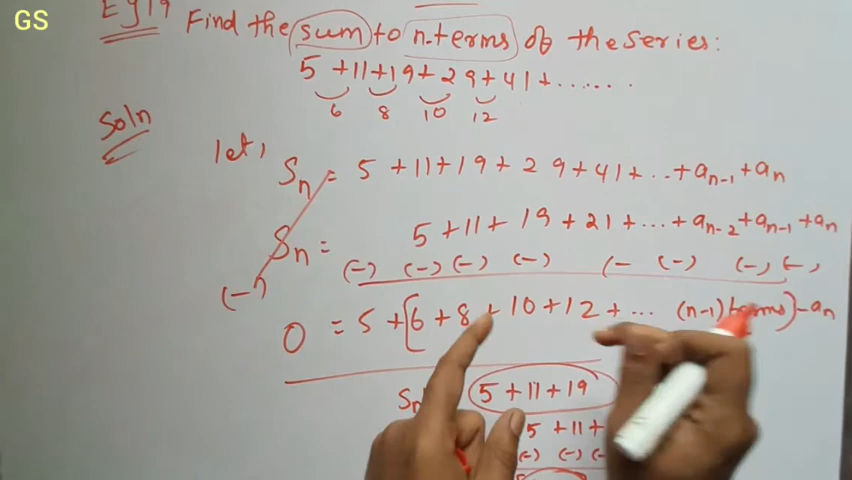 GS
Eg 19 Find the sum to n-terms of the series:
5 + 11 + 19 + 29 + 41 + .......
6 8 10 12
Soln
let,
Sn = 5 + 11 + 19 + 29 + 41 + ... + an-1 + an
Sn = 5 + 11 + 19 + 21 + ... + an-2 + an-1 + an
(-) (-) (-) (-) (-) (- (-) (-) (-)
0 = 5 + [6 + 8 + 10 + 12 + ... (n-1) terms) - an
Sn 5 + 11 + 19
5 + 11 +
(-) (-) (-